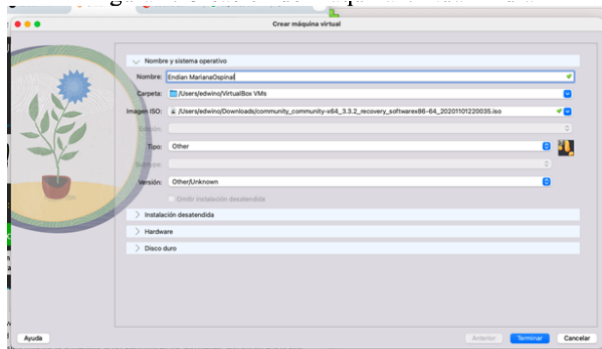 Crear máquina virtual
Nombre y sistema operativo
Nombre: Endian MarianaOspina
Carpeta: /Users/edwino/VirtualBox VMs
Imagen ISO: /Users/edwino/Downloads/community_community-v64_3.3.2_recovery_softwarex86-64_20201101220035.iso
Edición:
Tipo: Other
Subtype:
Versión: Other/Unknown
Omitir instalación desatendida
Instalación desatendida
Hardware
Disco duro
Ayuda
Anterior
Terminar
Cancelar